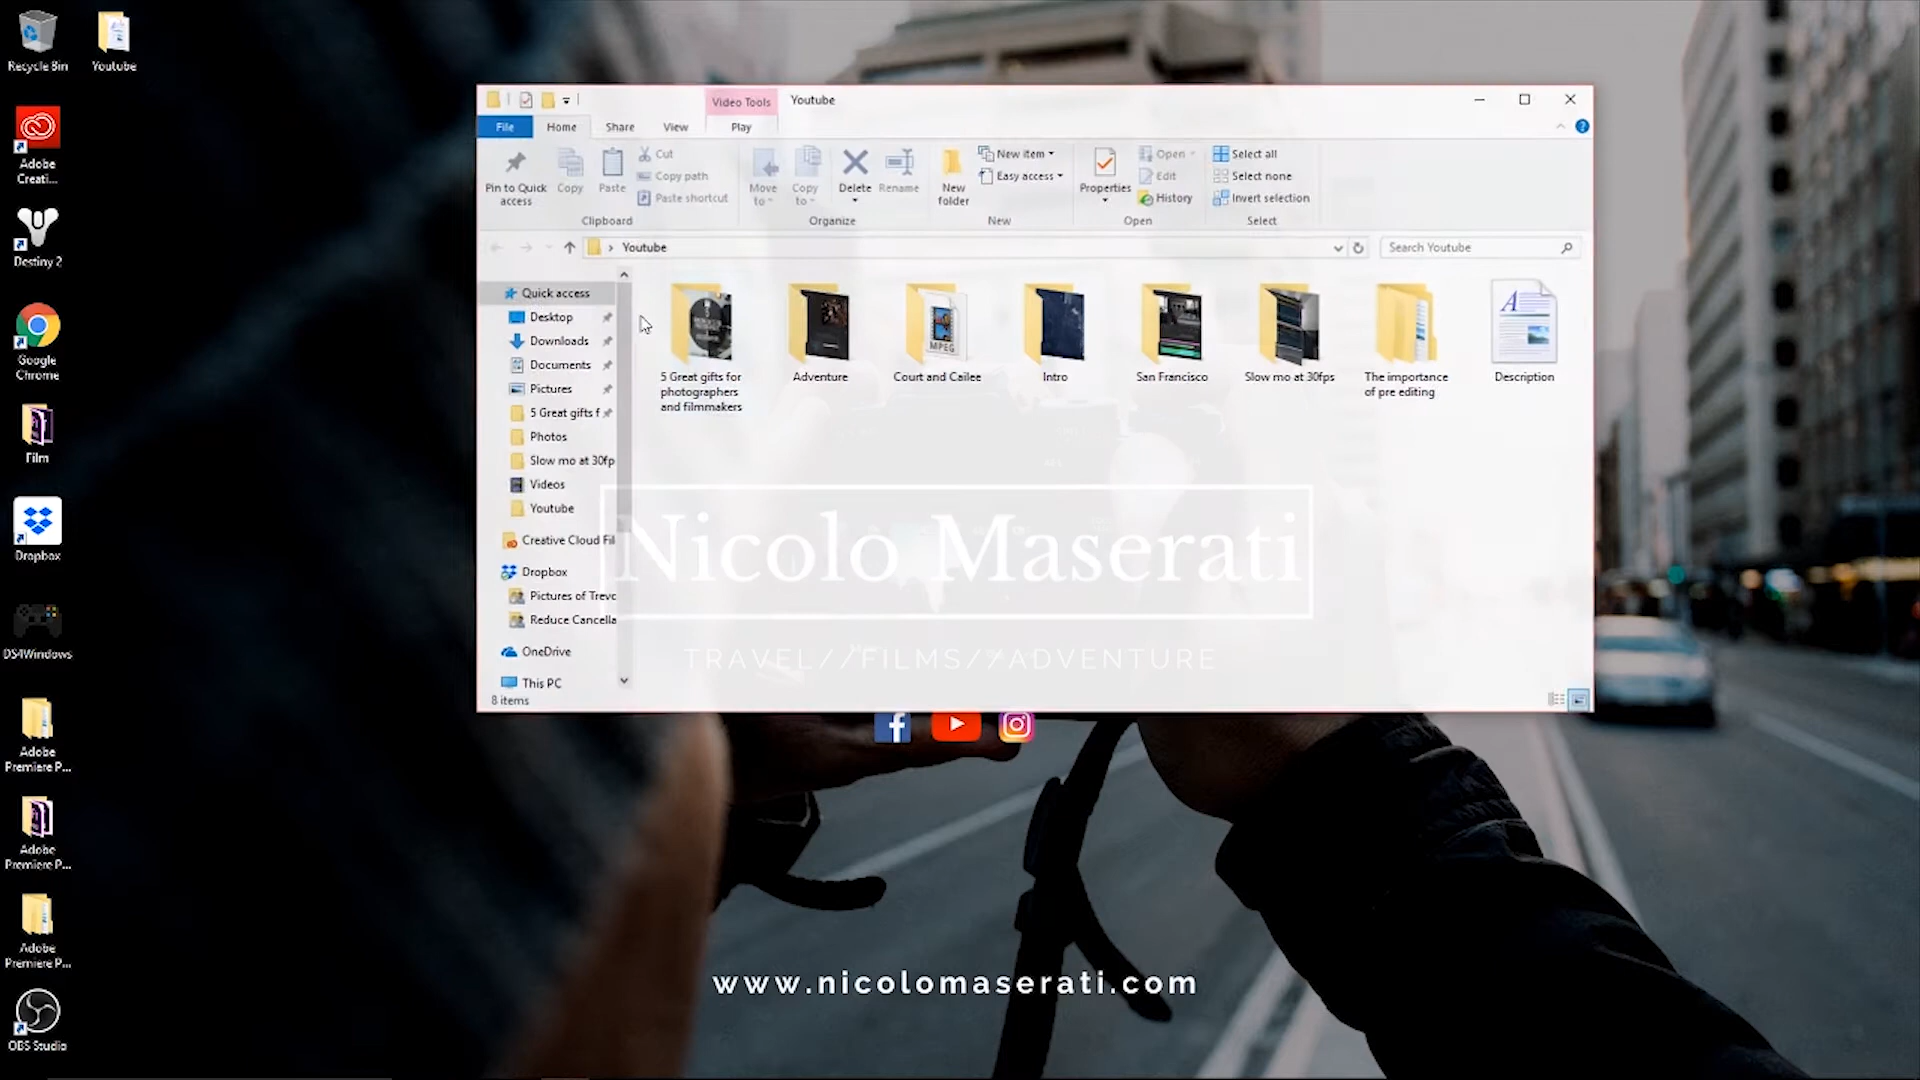 Recycle Bin
Youtube
Adobe
Creati...
Destiny 2
Google
Chrome
Film
Dropbox
DS4Windows
Adobe
Premiere P...
Adobe
Premiere P...
Adobe
Premiere P...
OBS Studio
Video Tools
Youtube
File
Home
Share
View
Play
Pin to Quick
access
Copy
Paste
Cut
Copy path
Paste shortcut
Clipboard
Move
to
Copy
to
Delete
Rename
Organize
New
folder
New item
Easy access
New
Properties
Open
Edit
History
Open
Select all
Select none
Invert selection
Select
Youtube
Search Youtube
Quick access
Desktop
Downloads
Documents
Pictures
5 Great gifts f
Photos
Slow mo at 30fp
Videos
Youtube
Creative Cloud Fil
Dropbox
Pictures of Trevo
Reduce Cancella
OneDrive
This PC
8 items
5 Great gifts for
photographers
and filmmakers
Adventure
MPEG
Court and Cailee
Intro
San Francisco
Slow mo at 30fps
The importance
of pre editing
Description
Nicolo Maserati
TRAVEL//FILMS//ADVENTURE
www.nicolomaserati.com